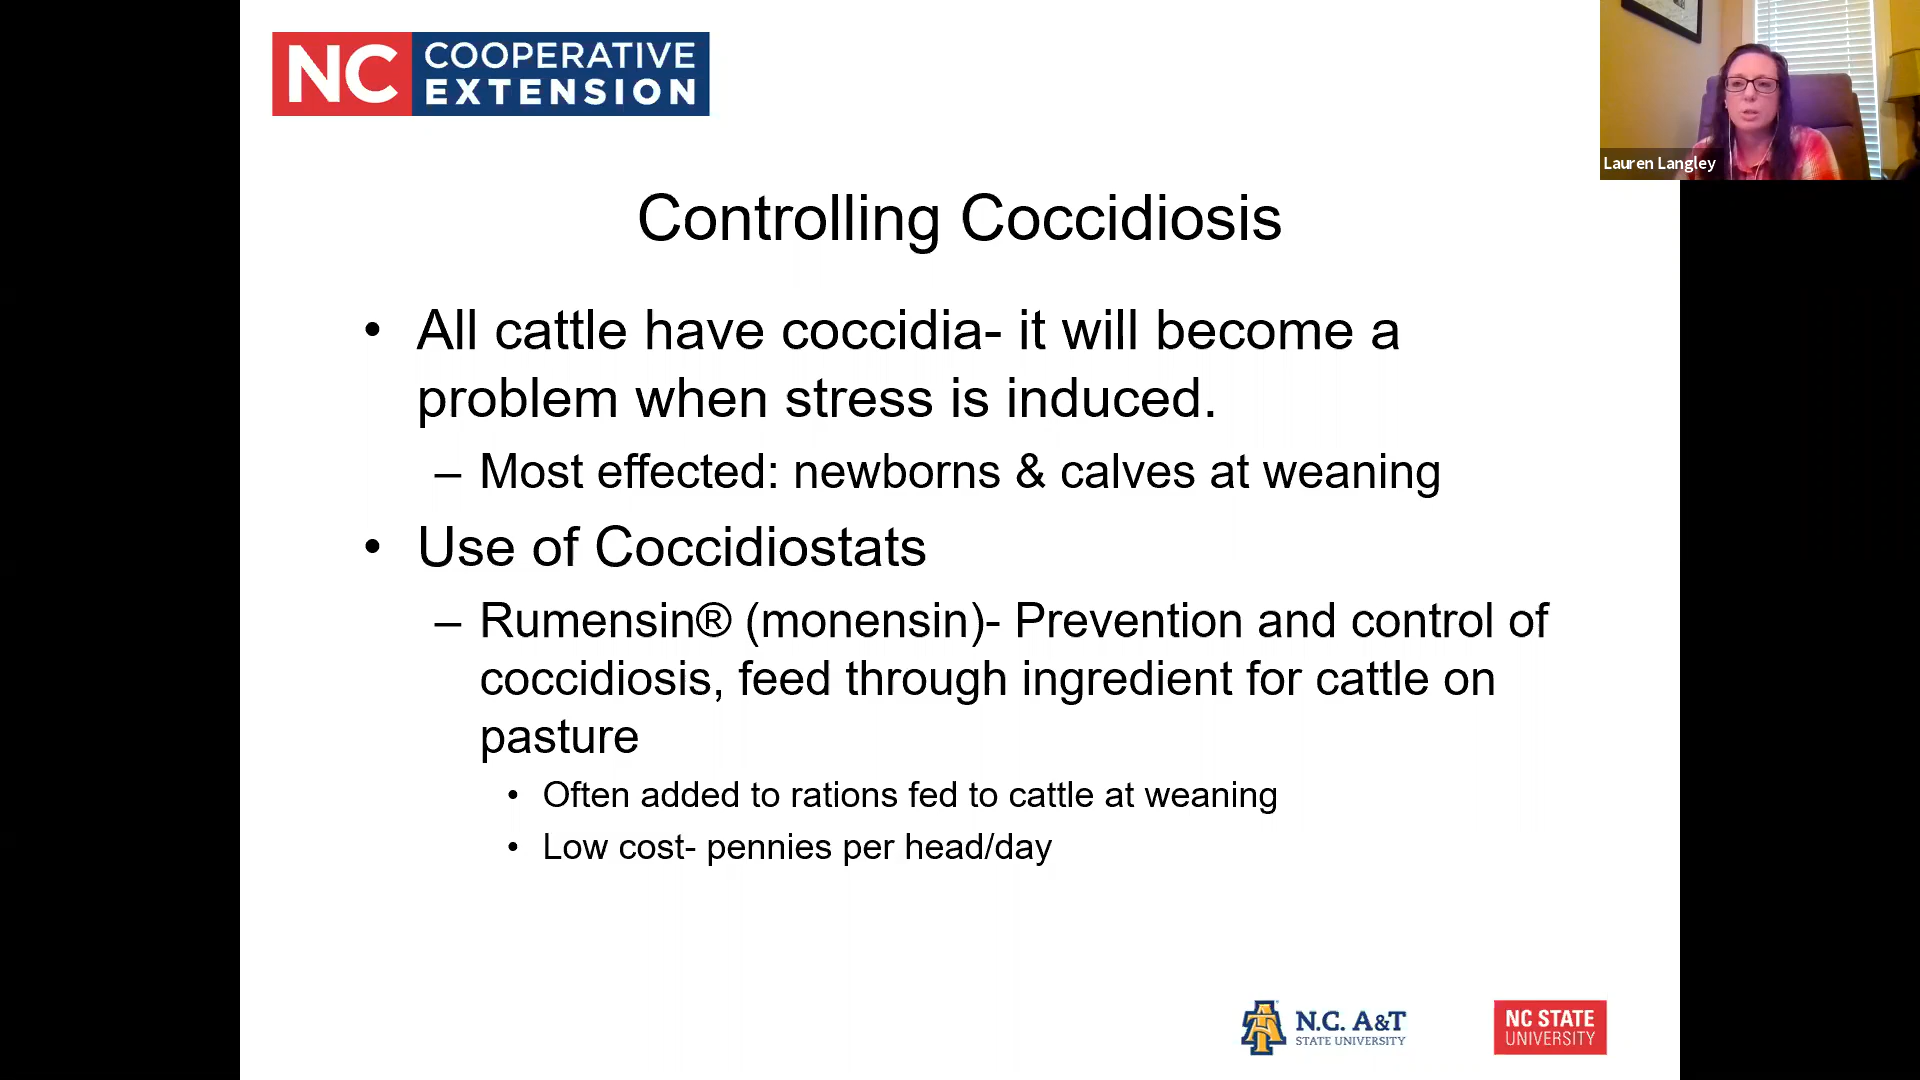 NC COOPERATIVE
EXTENSION
Lauren Langley
Controlling Coccidiosis
• All cattle have coccidia- it will become a
problem when stress is induced.
– Most effected: newborns & calves at weaning
• Use of Coccidiostats
– Rumensin® (monensin)- Prevention and control of
coccidiosis, feed through ingredient for cattle on
pasture
• Often added to rations fed to cattle at weaning
• Low cost- pennies per head/day
AT
N.C. A&T
STATE UNIVERSITY
NC STATE
UNIVERSITY